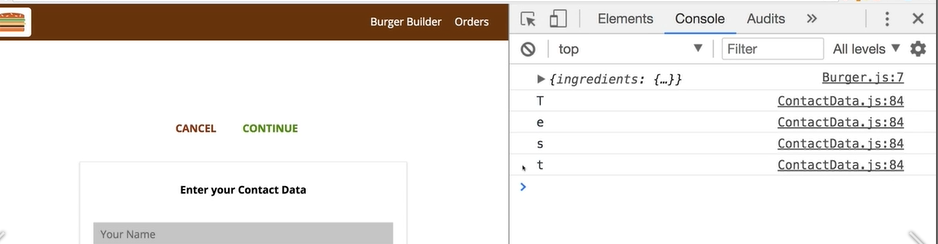 Burger Builder Orders
CANCEL CONTINUE
Enter your Contact Data
Your Name
Elements Console Audits »
top Filter All levels
{ingredients: {…}} Burger.js:7
T ContactData.js:84
e ContactData.js:84
s ContactData.js:84
t ContactData.js:84